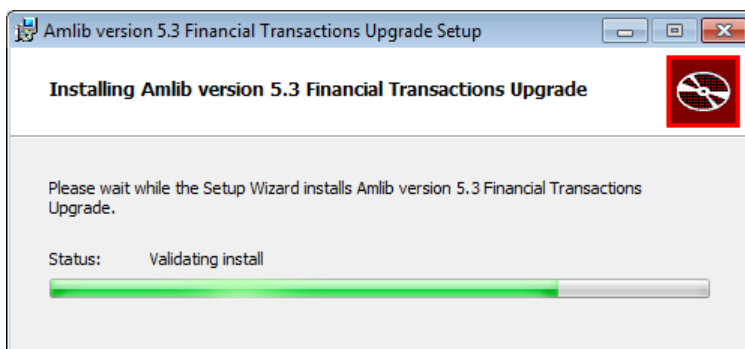 Amlib version 5.3 Financial Transactions Upgrade Setup
Installing Amlib version 5.3 Financial Transactions Upgrade
Please wait while the Setup Wizard installs Amlib version 5.3 Financial Transactions
Upgrade.
Status: Validating install